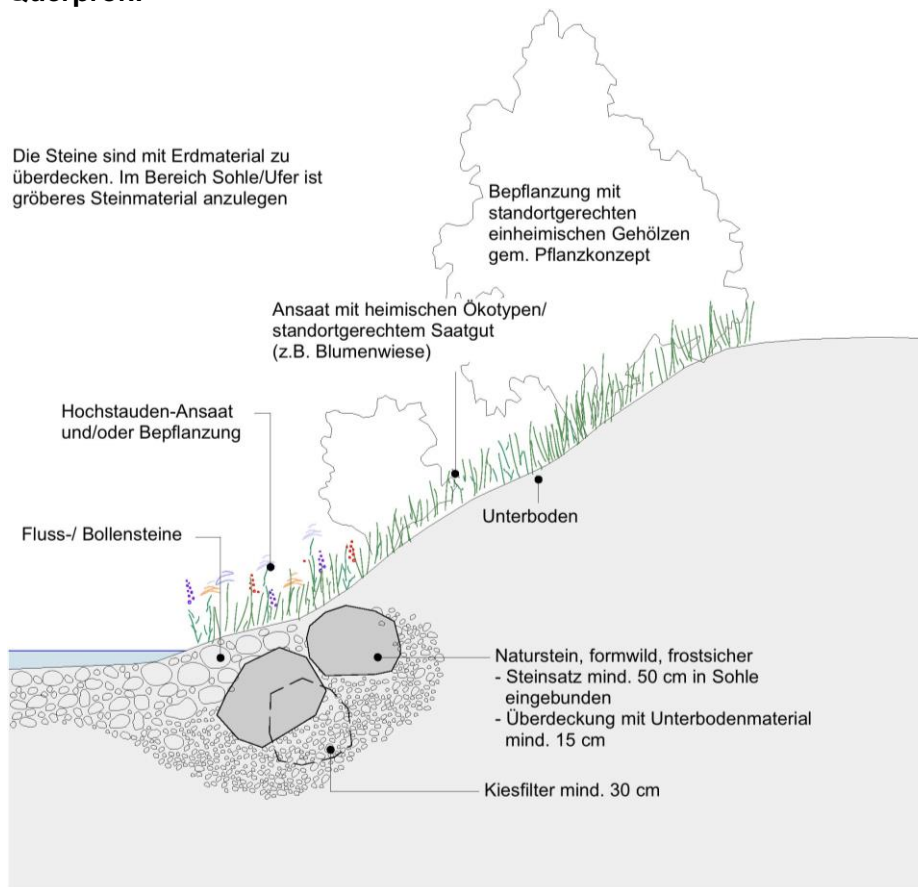 Die Steine sind mit Erdmaterial zu
überdecken. Im Bereich Sohle/Ufer ist
gröberes Steinmaterial anzulegen
Bepflanzung mit
standortgerechten
einheimischen Gehölzen
gem. Pflanzkonzept
Ansaat mit heimischen Ökotypen/
standortgerechtem Saatgut
(z.B. Blumenwiese)
Hochstauden-Ansaat
und/oder Bepflanzung
Unterboden
Fluss-/ Bollensteine
Naturstein, formwild, frostsicher
- Steinsatz mind. 50 cm in Sohle
eingebunden
- Überdeckung mit Unterbodenmaterial
mind. 15 cm
Kiesfilter mind. 30 cm